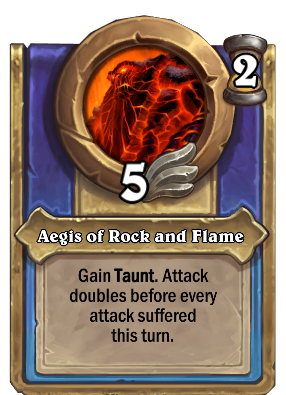 2
5
Aegis of Rock and Flame
Gain Taunt. Attack
doubles before every
attack suffered
this turn.